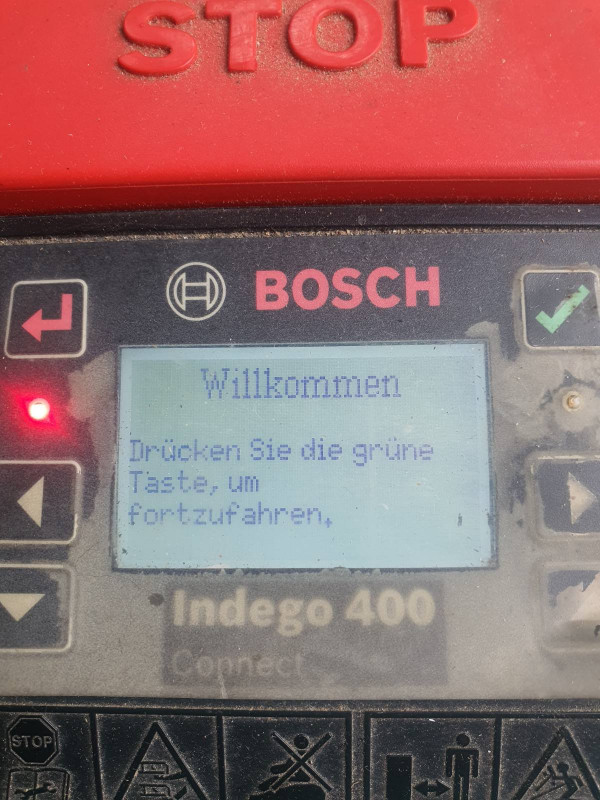 STOP
BOSCH
Willkommen
Drücken Sie die grüne
Taste, um
fortzufahren.
Indego 400
Connect
STOP